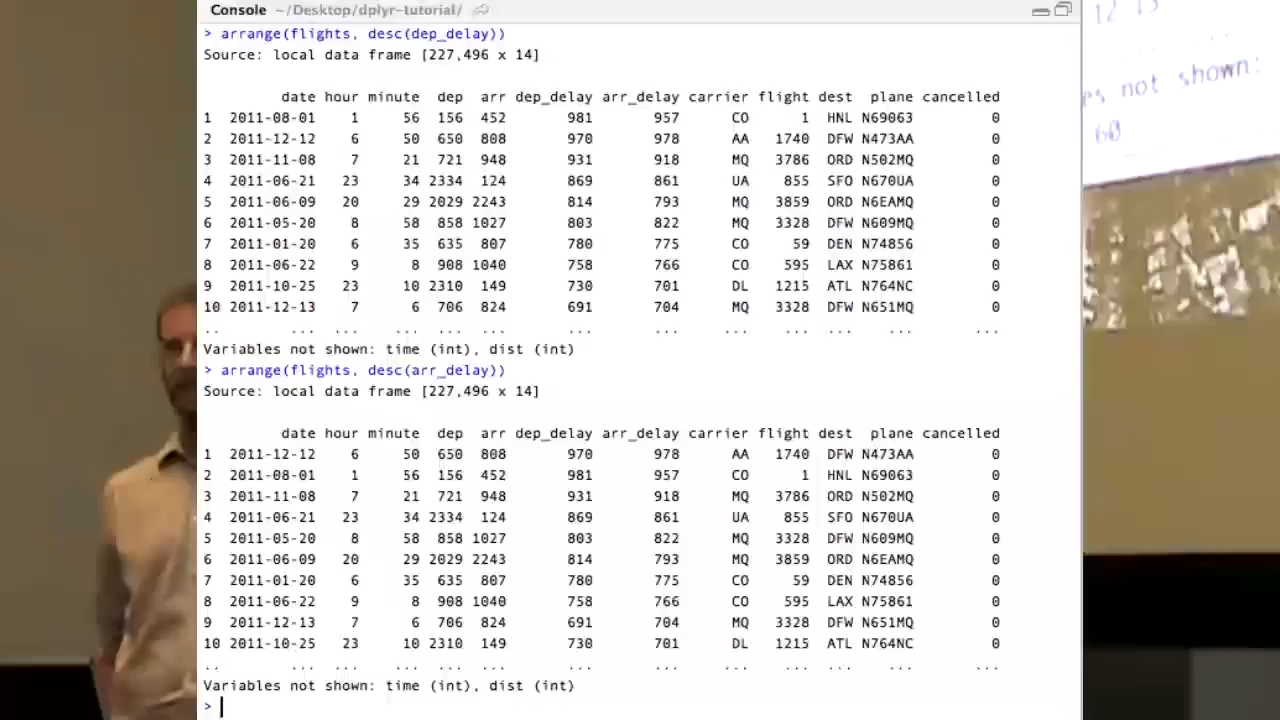 Console ~/Desktop/dplyr-tutorial/
> arrange(flights, desc(dep_delay))
Source: local data frame [227,496 x 14]
date hour minute dep arr dep_delay arr_delay carrier flight dest plane cancelled
1 2011-08-01 1 56 156 452 981 957 CO 1 HNL N69063 0
2 2011-12-12 6 50 650 808 970 978 AA 1740 DFW N473AA 0
3 2011-11-08 7 21 721 948 931 918 MQ 3786 ORD N502MQ 0
4 2011-06-21 23 34 2334 124 869 861 UA 855 SFO N670UA 0
5 2011-06-09 20 29 2029 2243 814 793 MQ 3859 ORD N6EAMQ 0
6 2011-05-20 8 58 858 1027 803 822 MQ 3328 DFW N609MQ 0
7 2011-01-20 6 35 635 807 780 775 CO 59 DEN N74856 0
8 2011-06-22 9 8 908 1040 758 766 CO 595 LAX N75861 0
9 2011-10-25 23 10 2310 149 730 701 DL 1215 ATL N764NC 0
10 2011-12-13 7 6 706 824 691 704 MQ 3328 DFW N651MQ 0
.. ... ... ... ... ... ... ... ... ... ... ... ...
Variables not shown: time (int), dist (int)
> arrange(flights, desc(arr_delay))
Source: local data frame [227,496 x 14]
date hour minute dep arr dep_delay arr_delay carrier flight dest plane cancelled
1 2011-12-12 6 50 650 808 970 978 AA 1740 DFW N473AA 0
2 2011-08-01 1 56 156 452 981 957 CO 1 HNL N69063 0
3 2011-11-08 7 21 721 948 931 918 MQ 3786 ORD N502MQ 0
4 2011-06-21 23 34 2334 124 869 861 UA 855 SFO N670UA 0
5 2011-05-20 8 58 858 1027 803 822 MQ 3328 DFW N609MQ 0
6 2011-06-09 20 29 2029 2243 814 793 MQ 3859 ORD N6EAMQ 0
7 2011-01-20 6 35 635 807 780 775 CO 59 DEN N74856 0
8 2011-06-22 9 8 908 1040 758 766 CO 595 LAX N75861 0
9 2011-12-13 7 6 706 824 691 704 MQ 3328 DFW N651MQ 0
10 2011-10-25 23 10 2310 149 730 701 DL 1215 ATL N764NC 0
.. ... ... ... ... ... ... ... ... ... ... ... ...
Variables not shown: time (int), dist (int)
>
not shown:
60